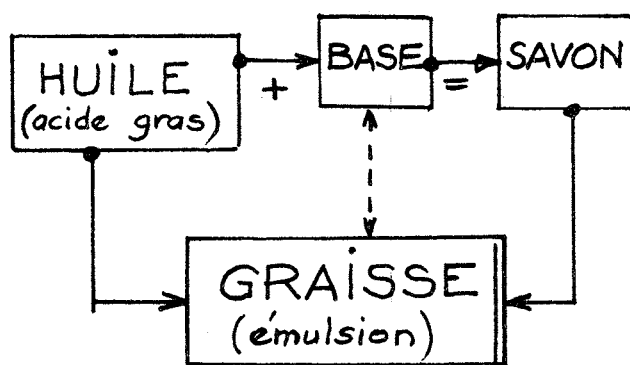 HUILE
(acide gras)
+
BASE
=
SAVON
GRAISSE
(émulsion)